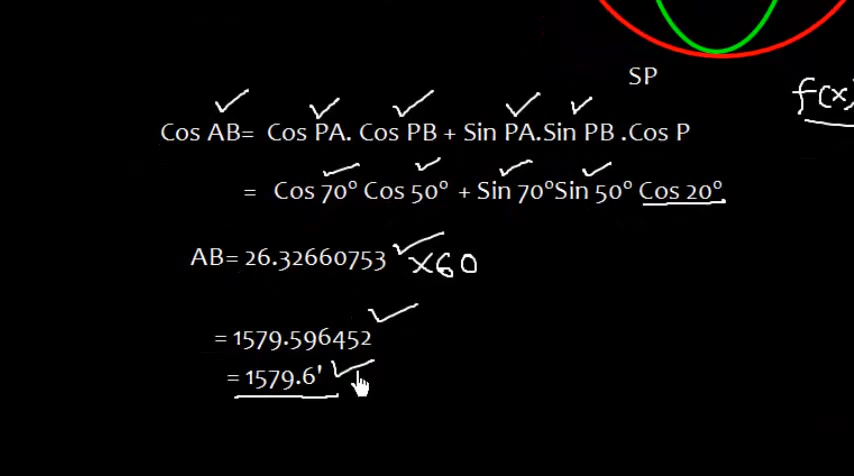 SP
f(x)
Cos AB= Cos PA. Cos PB + Sin PA.Sin PB .Cos P
= Cos 70° Cos 50° + Sin 70°Sin 50° Cos 20°
AB= 26.32660753 ×60
= 1579.596452
= 1579.6'